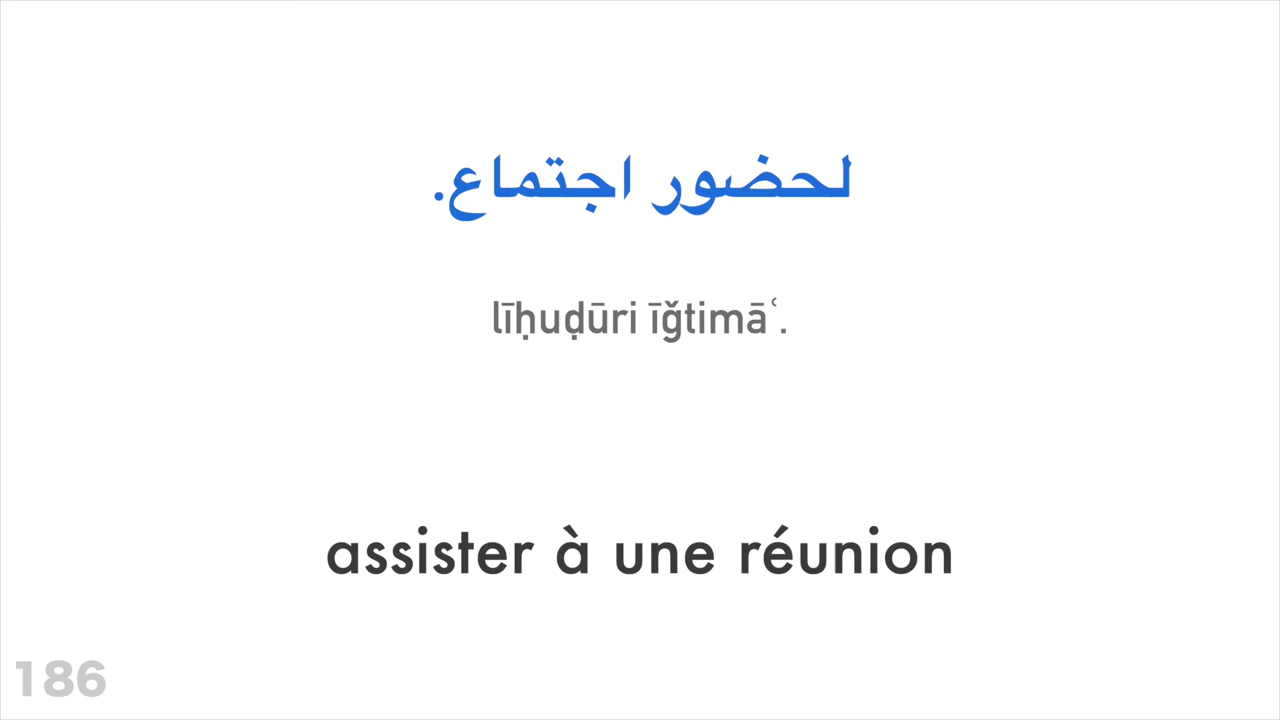 لحضور اجتماع.
līḥuḍūri īǧtimāʿ.
assister à une réunion
186